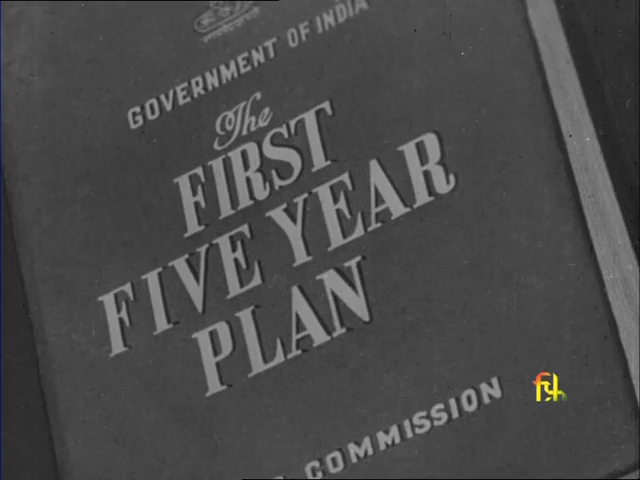 GOVERNMENT OF INDIA
The
FIRST
FIVE YEAR
PLAN
COMMISSION